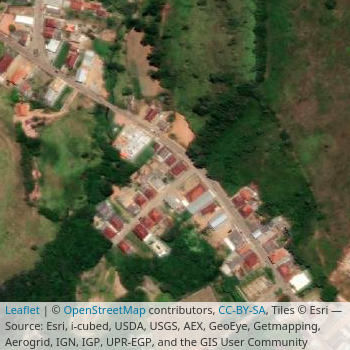 Leaflet | © OpenStreetMap contributors, CC-BY-SA, Tiles © Esri —
Source: Esri, i-cubed, USDA, USGS, AEX, GeoEye, Getmapping,
Aerogrid, IGN, IGP, UPR-EGP, and the GIS User Community